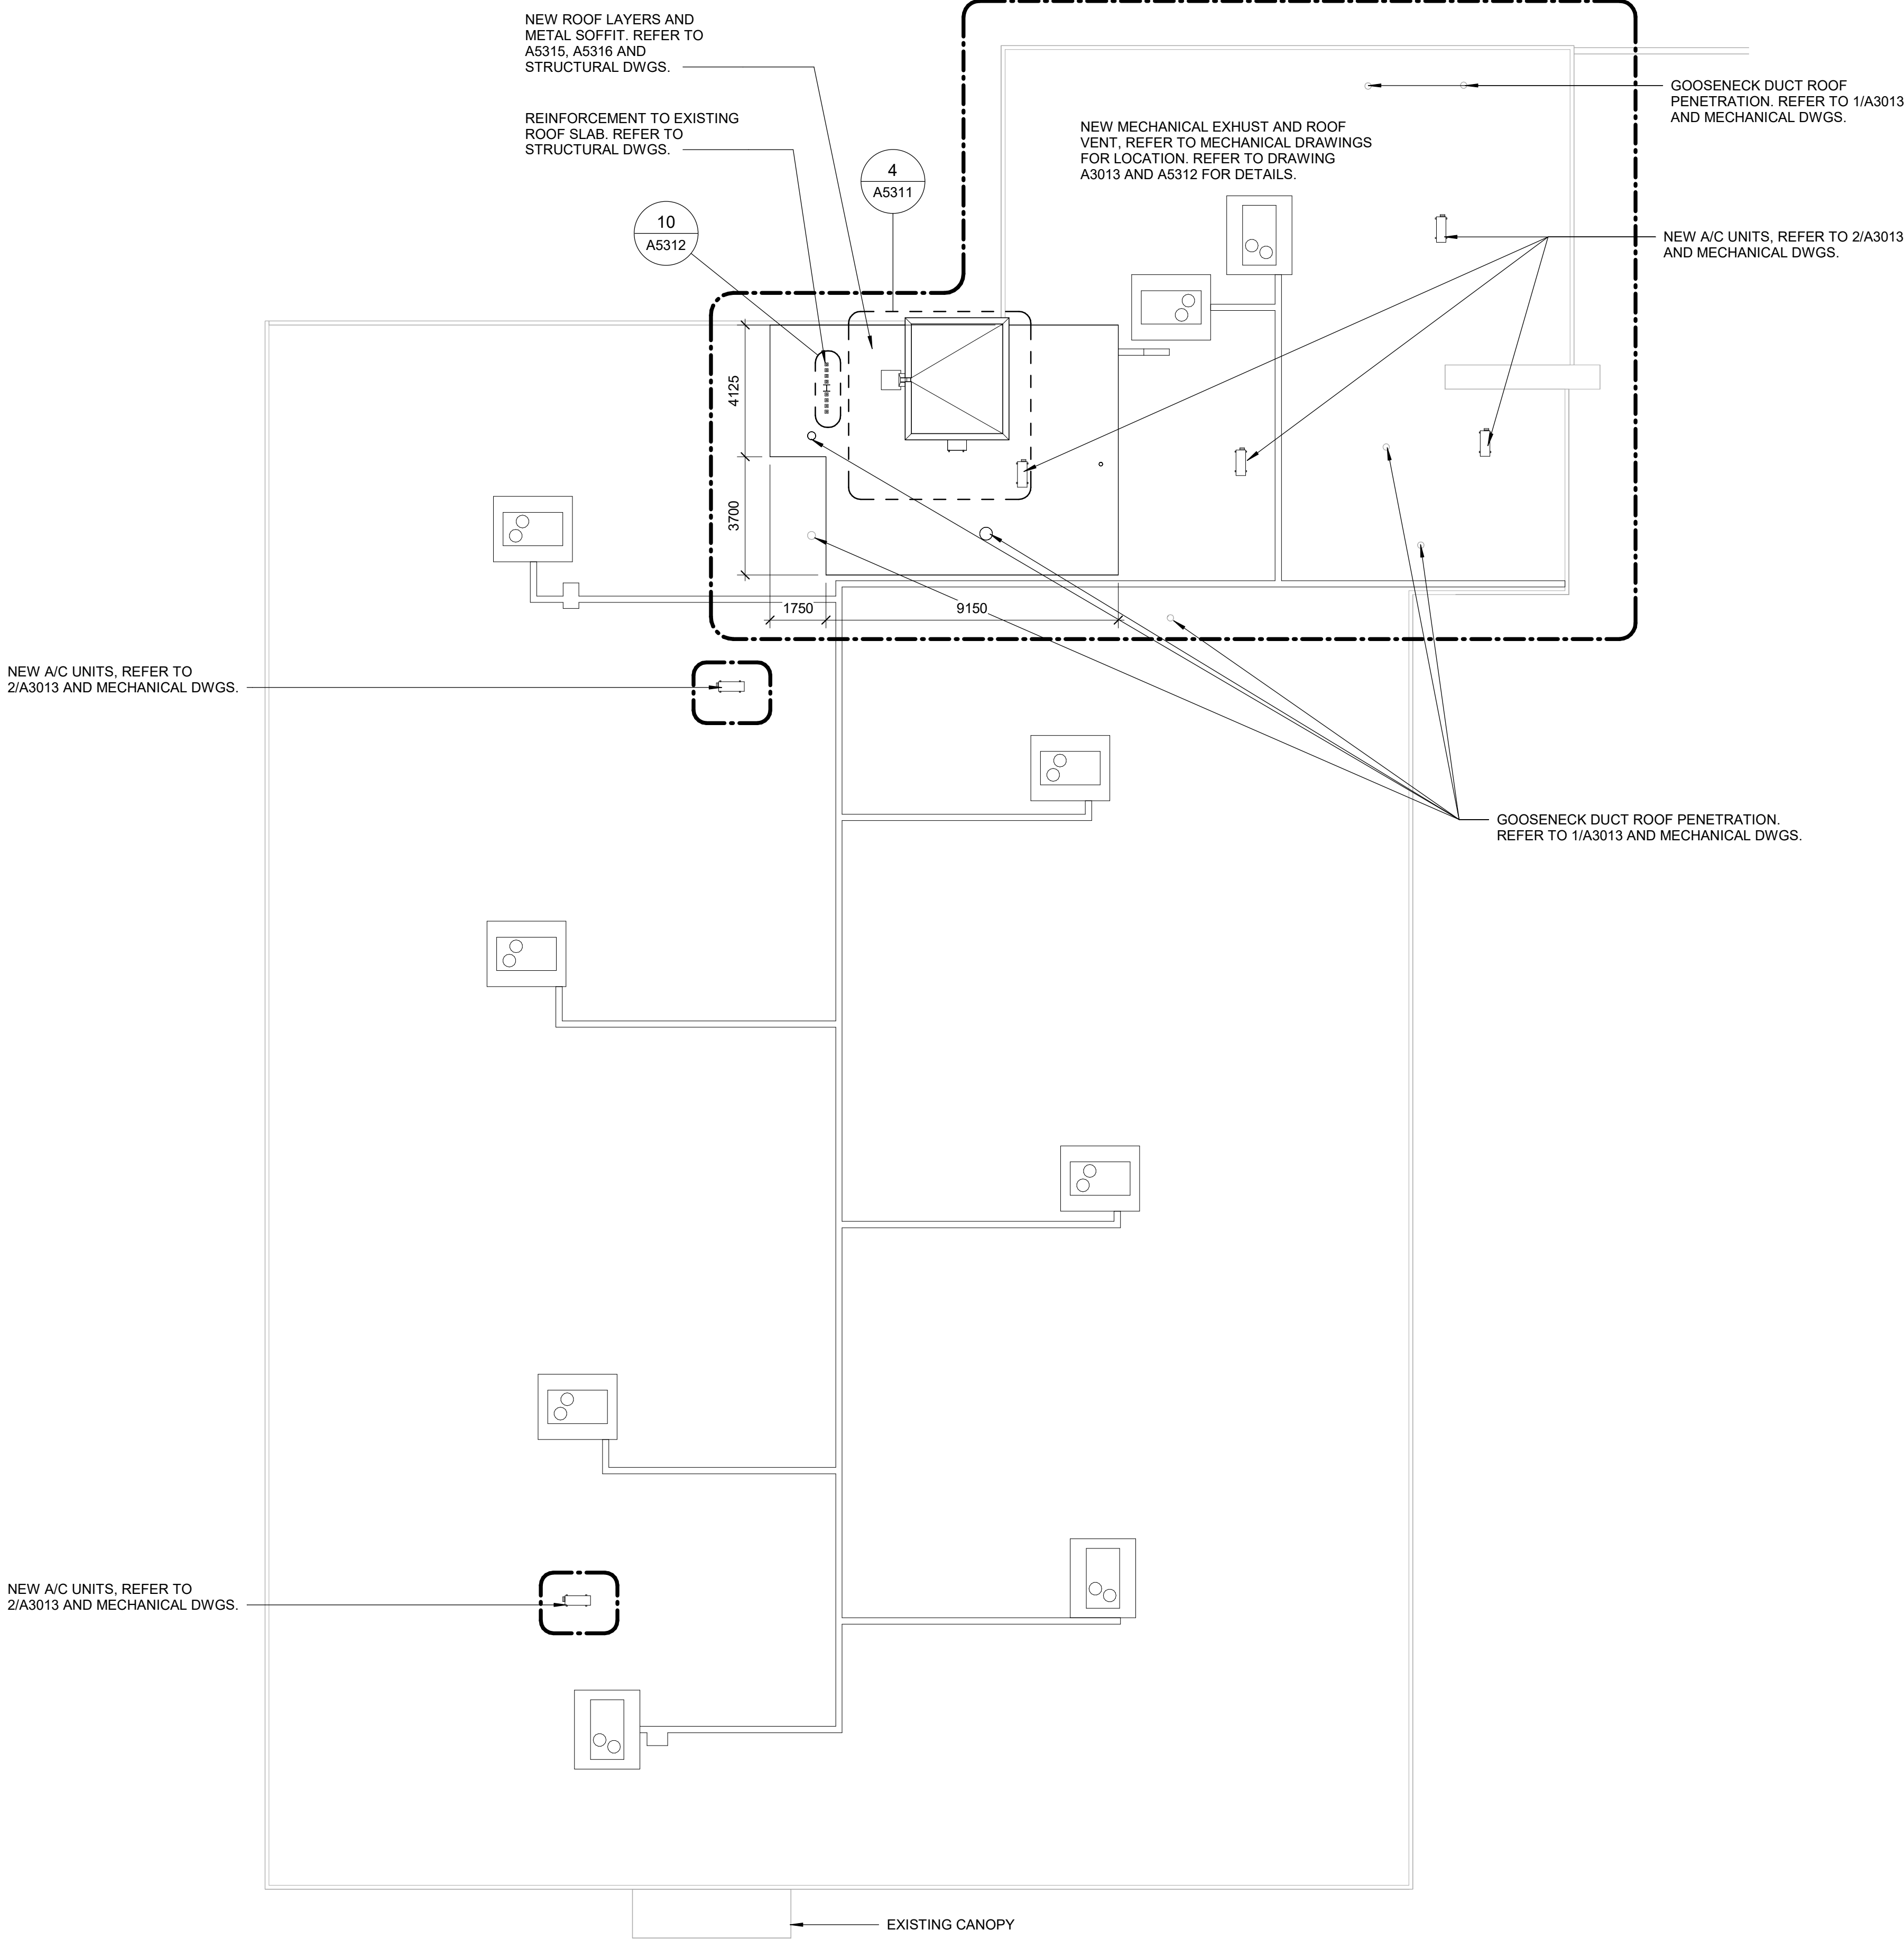 NEW ROOF LAYERS AND
METAL SOFFIT. REFER TO
A5315, A5316 AND
STRUCTURAL DWGS.
REINFORCEMENT TO EXISTING
ROOF SLAB. REFER TO
STRUCTURAL DWGS.
10
A5312
4
A5311
NEW MECHANICAL EXHUST AND ROOF
VENT, REFER TO MECHANICAL DRAWINGS
FOR LOCATION. REFER TO DRAWING
A3013 AND A5312 FOR DETAILS.
GOOSENECK DUCT ROOF
PENETRATION. REFER TO 1/A3013
AND MECHANICAL DWGS.
NEW A/C UNITS, REFER TO 2/A3013
AND MECHANICAL DWGS.
4125
3700
1750
9150
NEW A/C UNITS, REFER TO
2/A3013 AND MECHANICAL DWGS.
GOOSENECK DUCT ROOF PENETRATION.
REFER TO 1/A3013 AND MECHANICAL DWGS.
NEW A/C UNITS, REFER TO
2/A3013 AND MECHANICAL DWGS.
EXISTING CANOPY